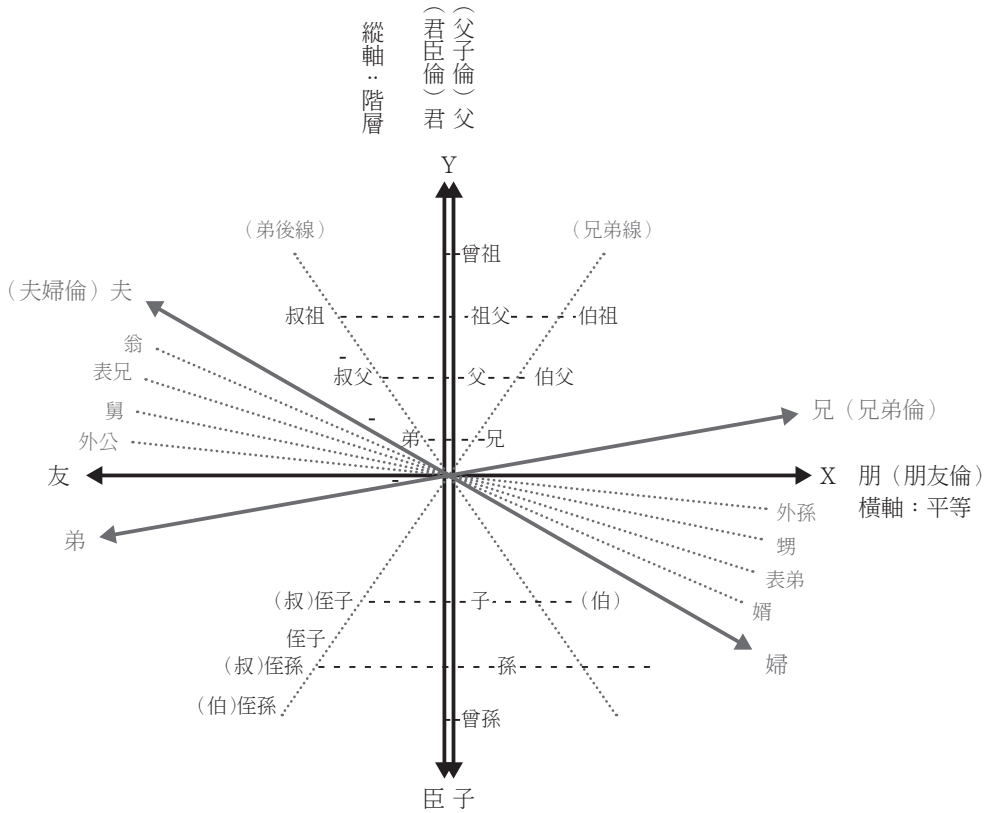 縱軸：階層
（君臣倫）君
（父子倫）父
Y
（弟後線）
（兄弟線）
曾祖
（夫婦倫）夫
叔祖
祖父
伯祖
翁
表兄
叔父
父
伯父
舅
兄（兄弟倫）
外公
弟
兄
友
X
朋（朋友倫）
橫軸：平等
外孫
弟
甥
表弟
（叔）侄子
子
（伯）
婿
侄子
（叔）侄孫
孫
婦
（伯）侄孫
曾孫
臣 子